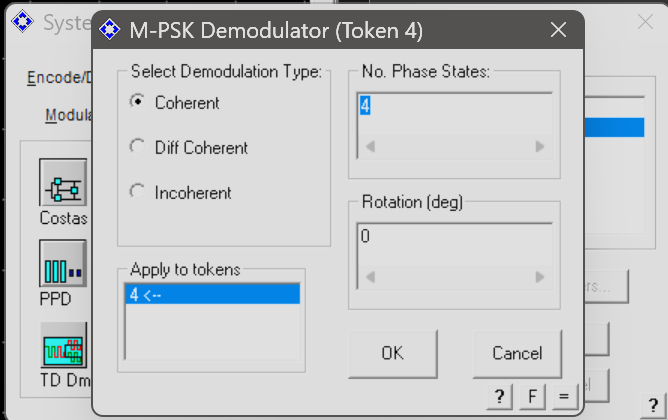 Syste
M-PSK Demodulator (Token 4)
Encode/D
Modula
Costas
PPD
TD Dm
Select Demodulation Type:
Coherent
Diff Coherent
Incoherent
Apply to tokens
4 <--
No. Phase States:
4
Rotation (deg)
0
OK
Cancel
? F =
ers...
el
?